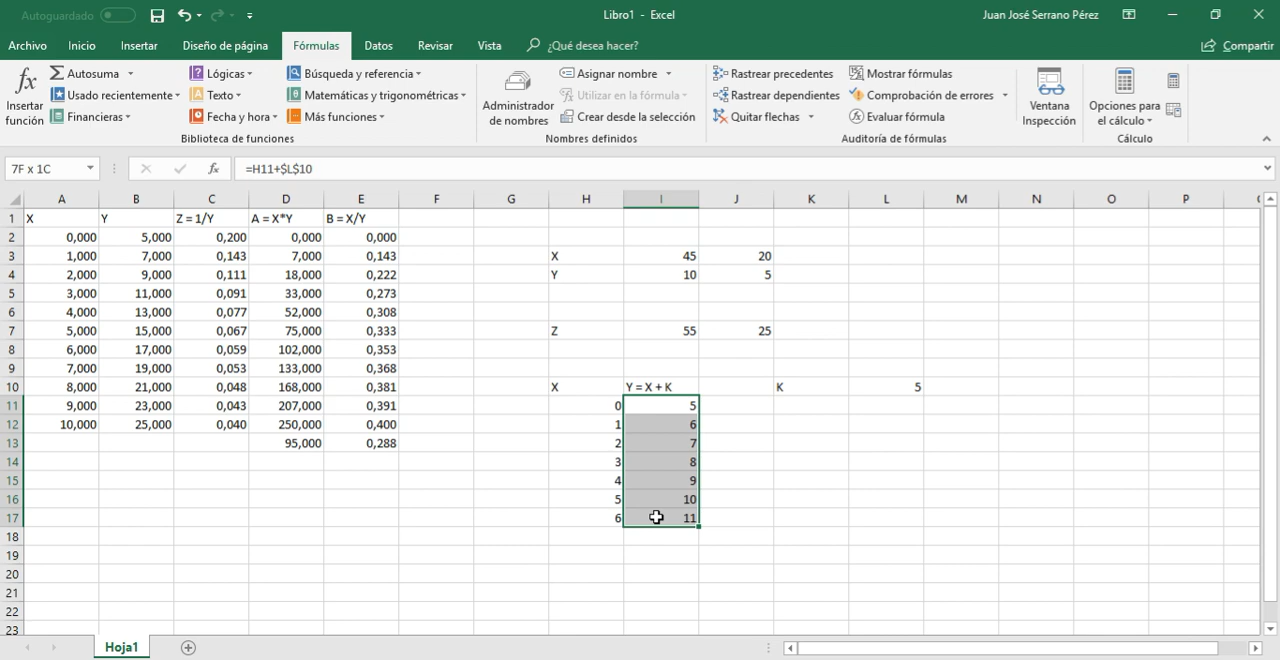 Autoguardado
Libro1 - Excel
Juan José Serrano Pérez
Archivo Inicio Insertar Diseño de página Fórmulas Datos Revisar Vista ¿Qué desea hacer? Compartir
fx Insertar función
Autosuma
Usado recientemente
Financieras
Lógicas
Texto
Fecha y hora
Búsqueda y referencia
Matemáticas y trigonométricas
Más funciones
Biblioteca de funciones
Administrador de nombres
Asignar nombre
Utilizar en la fórmula
Crear desde la selección
Nombres definidos
Rastrear precedentes
Rastrear dependientes
Quitar flechas
Mostrar fórmulas
Comprobación de errores
Evaluar fórmula
Auditoría de fórmulas
Ventana Inspección
Opciones para el cálculo
Cálculo
7F x 1C fx =H11+$L$10
A B C D E F G H I J K L M N O P
1 X Y Z = 1/Y A = X*Y B = X/Y
2 0,000 5,000 0,200 0,000 0,000
3 1,000 7,000 0,143 7,000 0,143 X 45 20
4 2,000 9,000 0,111 18,000 0,222 Y 10 5
5 3,000 11,000 0,091 33,000 0,273
6 4,000 13,000 0,077 52,000 0,308
7 5,000 15,000 0,067 75,000 0,333 Z 55 25
8 6,000 17,000 0,059 102,000 0,353
9 7,000 19,000 0,053 133,000 0,368
10 8,000 21,000 0,048 168,000 0,381 X Y = X + K K 5
11 9,000 23,000 0,043 207,000 0,391 0 5
12 10,000 25,000 0,040 250,000 0,400 1 6
13 95,000 0,288 2 7
14 3 8
15 4 9
16 5 10
17 6 11
18
19
20
21
22
23
Hoja1